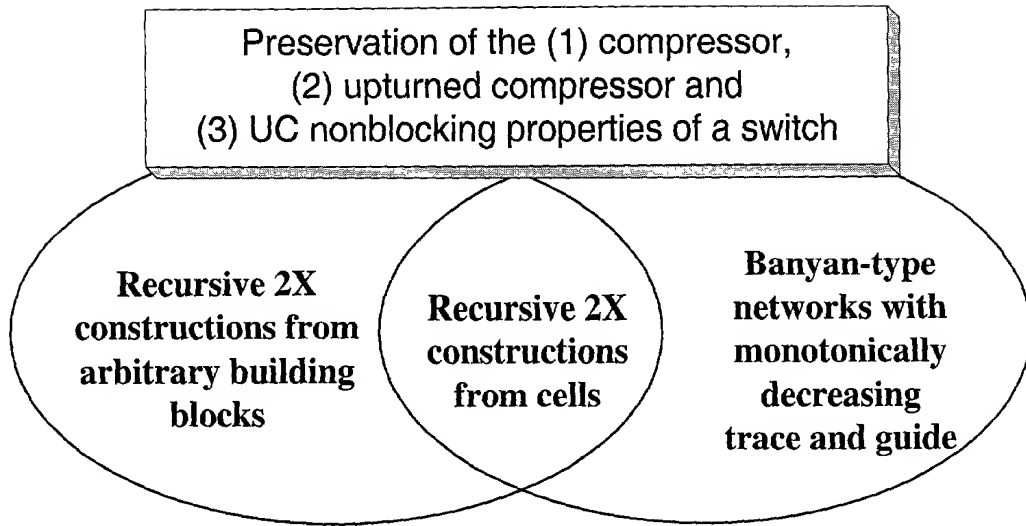 Preservation of the (1) compressor,
(2) upturned compressor and
(3) UC nonblocking properties of a switch
Recursive 2X
constructions from
arbitrary building
blocks
Recursive 2X
constructions
from cells
Banyan-type
networks with
monotonically
decreasing
trace and guide